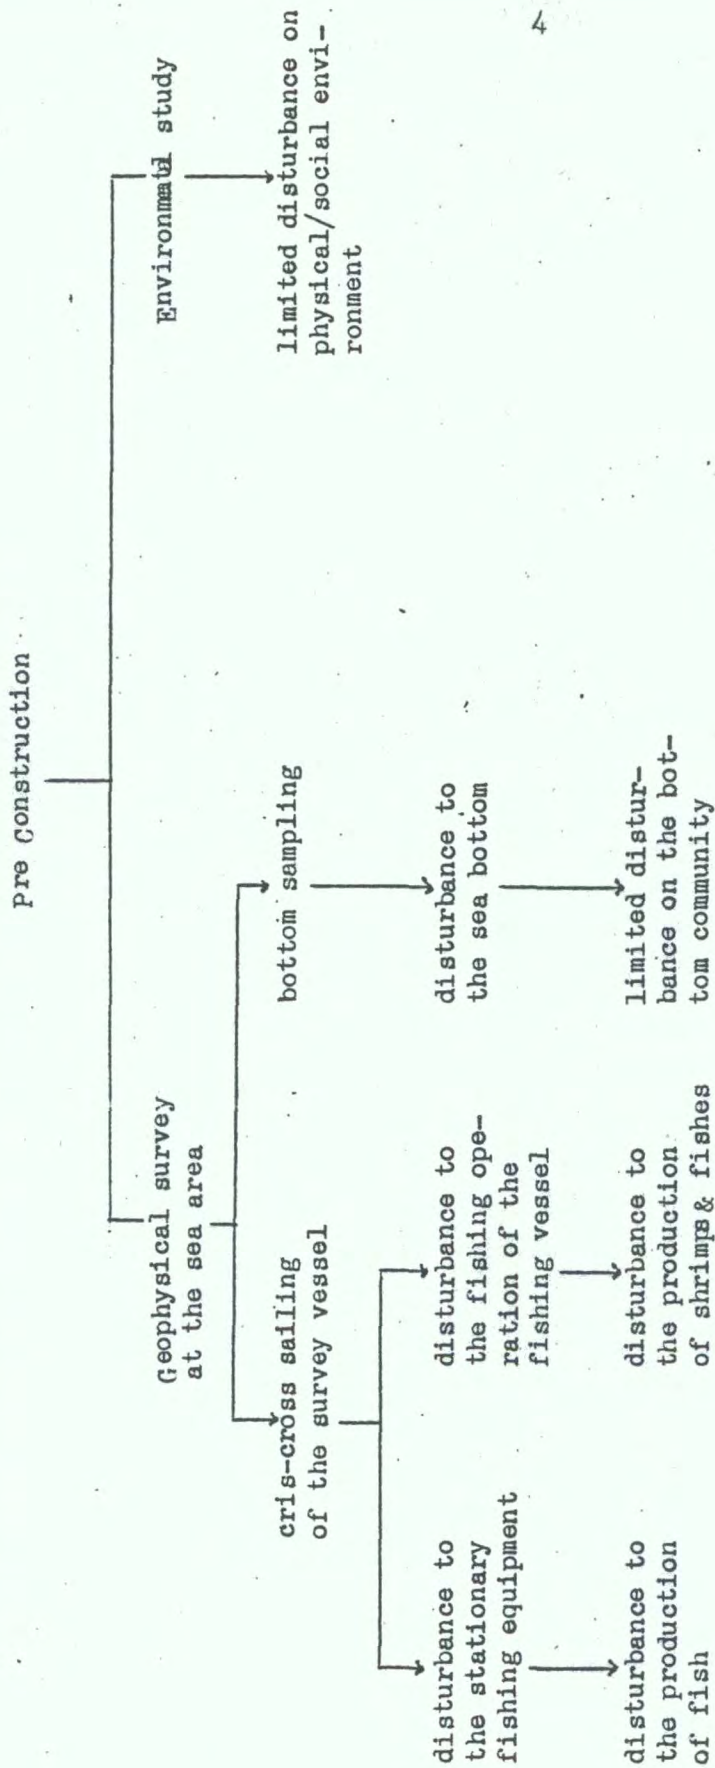 4
Pre Construction
Geophysical survey
at the sea area
Environmental study
cris-cross sailing
of the survey vessel
bottom sampling
limited disturbance on
physical/social envi-
ronment
disturbance to
the stationary
fishing equipment
disturbance to
the fishing ope-
ration of the
fishing vessel
disturbance to
the sea bottom
disturbance to
the production
of fish
disturbance to
the production
of shrimps & fishes
limited distur-
bance on the bot-
tom community